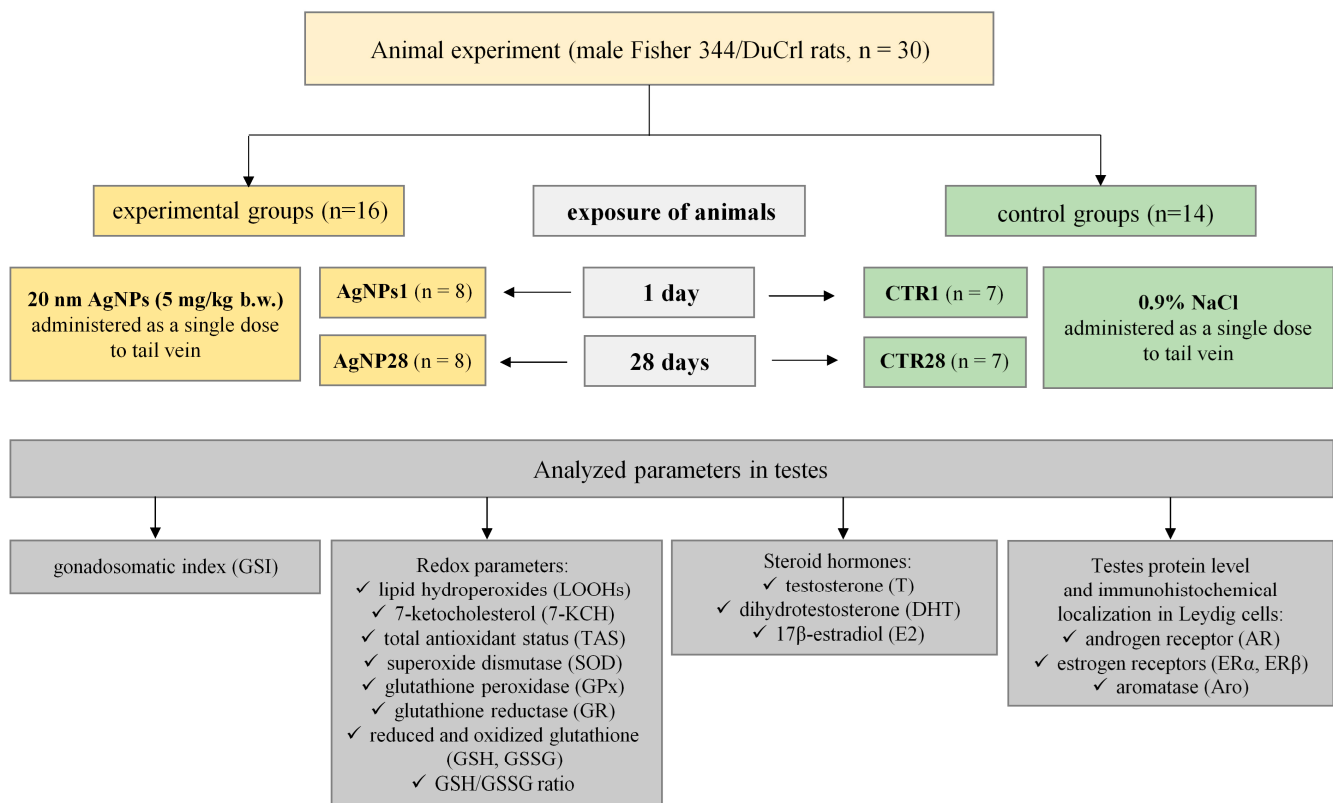 Animal experiment (male Fisher 344/DuCrl rats, n = 30)
experimental groups (n=16)
exposure of animals
control groups (n=14)
20 nm AgNPs (5 mg/kg b.w.)
administered as a single dose
to tail vein
AgNPs1 (n = 8)
1 day
CTR1 (n = 7)
AgNP28 (n = 8)
28 days
CTR28 (n = 7)
0.9% NaCl
administered as a single dose
to tail vein
Analyzed parameters in testes
gonadosomatic index (GSI)
Redox parameters:
✓ lipid hydroperoxides (LOOHs)
✓ 7-ketocholesterol (7-KCH)
✓ total antioxidant status (TAS)
✓ superoxide dismutase (SOD)
✓ glutathione peroxidase (GPx)
✓ glutathione reductase (GR)
✓ reduced and oxidized glutathione
(GSH, GSSG)
✓ GSH/GSSG ratio
Steroid hormones:
✓ testosterone (T)
✓ dihydrotestosterone (DHT)
✓ 17β-estradiol (E2)
Testes protein level
and immunohistochemical
localization in Leydig cells:
✓ androgen receptor (AR)
✓ estrogen receptors (ERα, ERβ)
✓ aromatase (Aro)